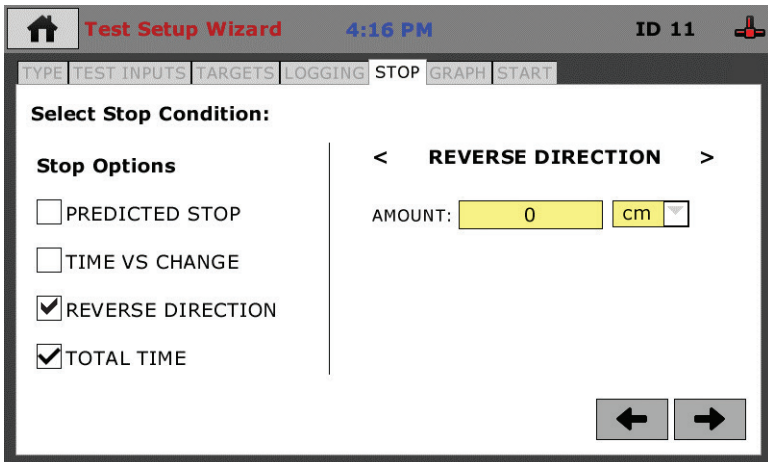 Test Setup Wizard 4:16 PM ID 11
TYPE TEST INPUTS TARGETS LOGGING STOP GRAPH START
Select Stop Condition:
Stop Options
PREDICTED STOP
TIME VS CHANGE
REVERSE DIRECTION
TOTAL TIME
< REVERSE DIRECTION >
AMOUNT: 0 cm